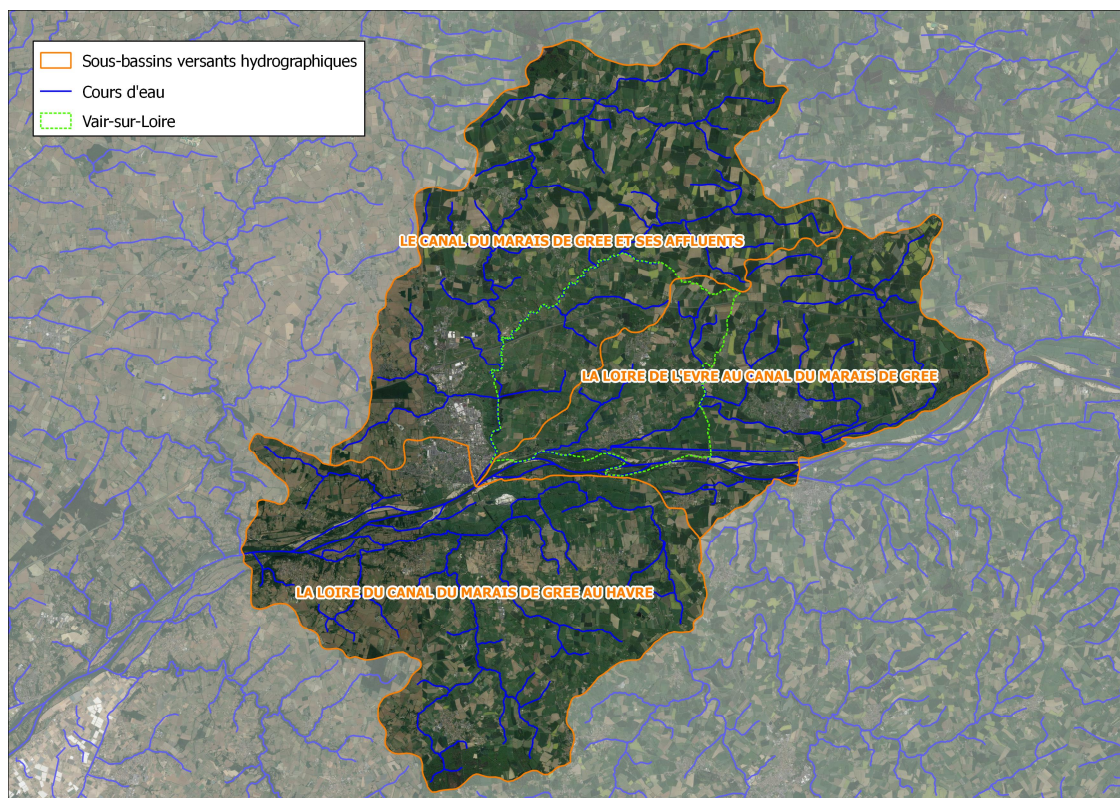 Sous-bassins versants hydrographiques
Cours d'eau
Vair-sur-Loire
LE CANAL DU MARAIS DE GREE ET SES AFFLUENTS
LA LOIRE DE L'EVRE AU CANAL DU MARAIS DE GREE
LA LOIRE DU CANAL DU MARAIS DE GREE AU HAVRE